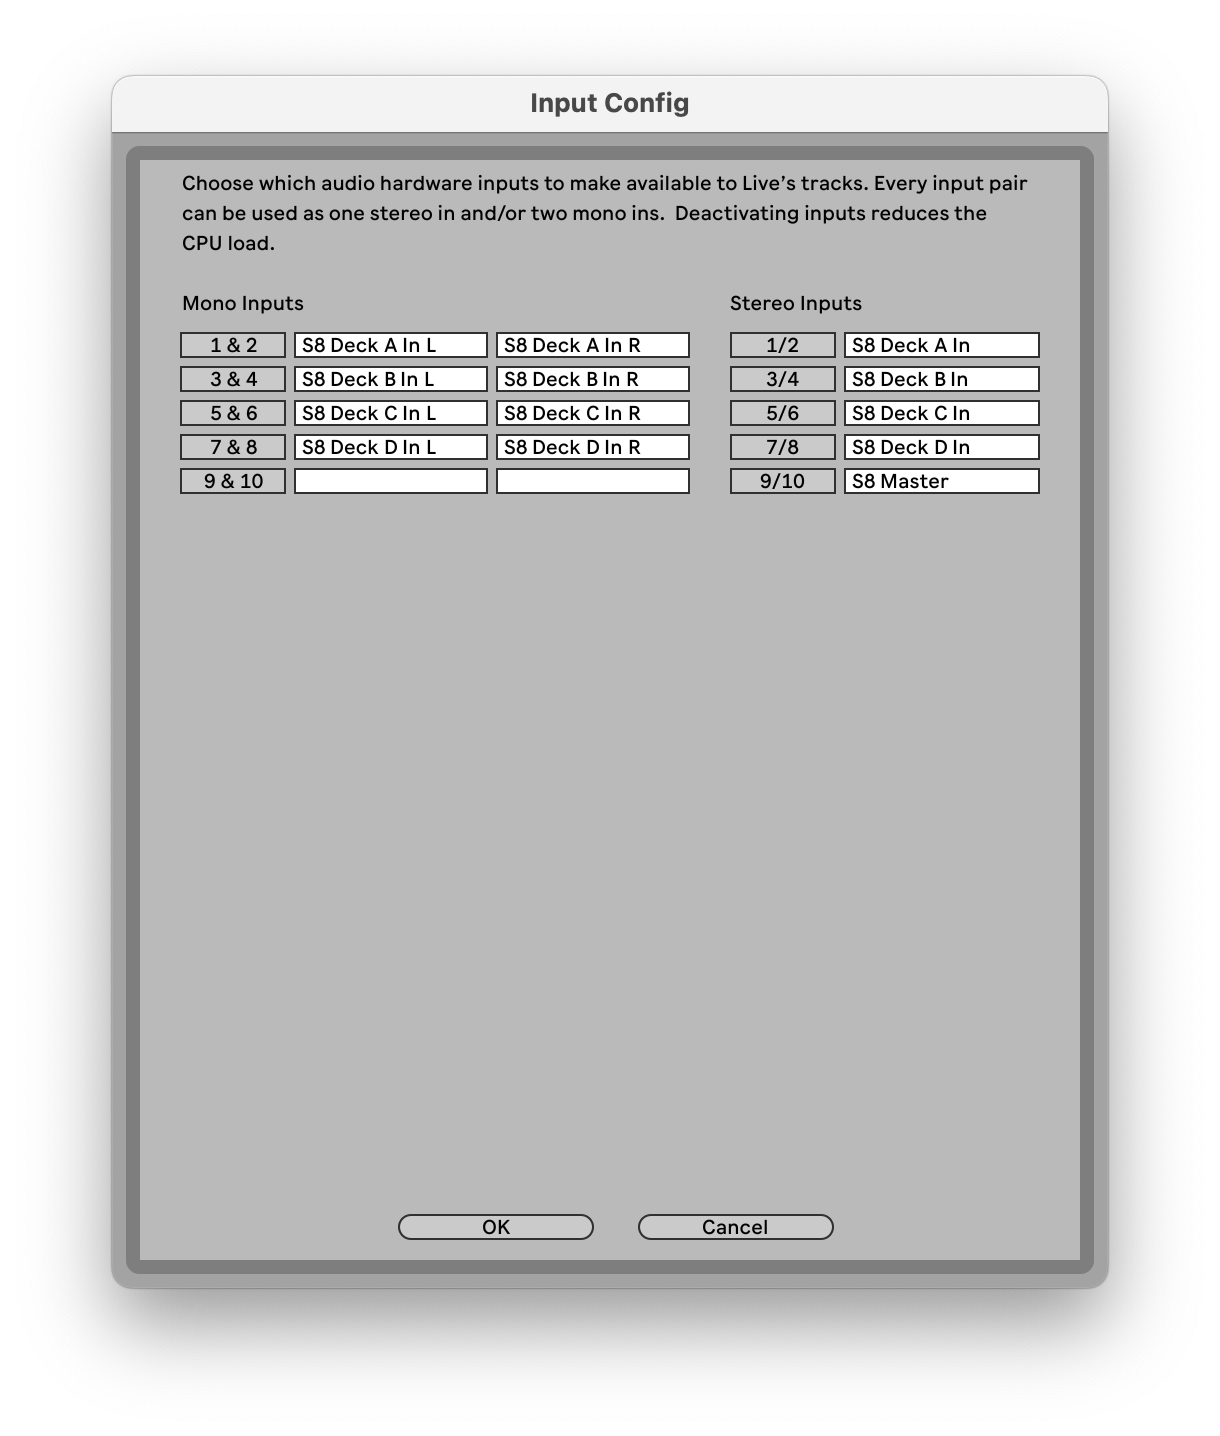 Input Config
Choose which audio hardware inputs to make available to Live's tracks. Every input pair
can be used as one stereo in and/or two mono ins.  Deactivating inputs reduces the
CPU load.
Mono Inputs Stereo Inputs
1 & 2 S8 Deck A In L S8 Deck A In R 1/2 S8 Deck A In
3 & 4 S8 Deck B In L S8 Deck B In R 3/4 S8 Deck B In
5 & 6 S8 Deck C In L S8 Deck C In R 5/6 S8 Deck C In
7 & 8 S8 Deck D In L S8 Deck D In R 7/8 S8 Deck D In
9 & 10 9/10 S8 Master
OK Cancel